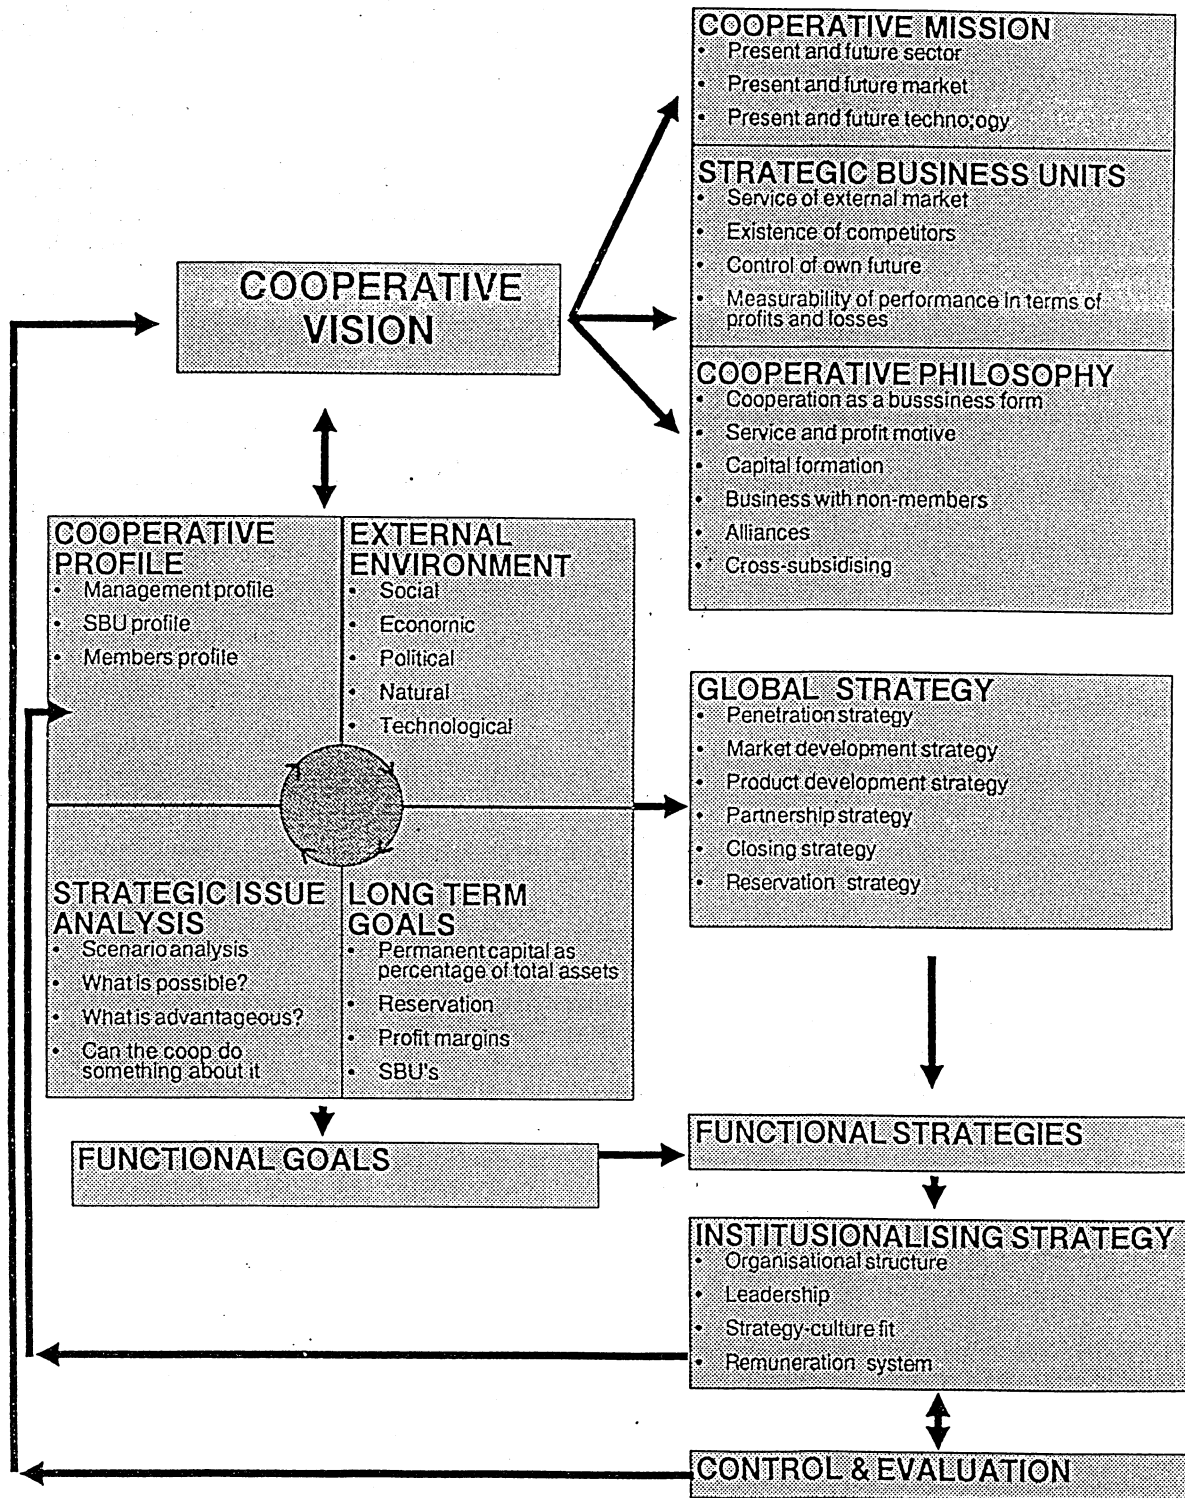 COOPERATIVE MISSION
• Present and future sector
• Present and future market
• Present and future techno;ogy
STRATEGIC BUSINESS UNITS
• Service of external market
• Existence of competitors
• Control of own future
• Measurability of performance in terms of
profits and losses
COOPERATIVE PHILOSOPHY
• Cooperation as a busssiness form
• Service and profit motive
• Capital formation
• Business with non-members
• Alliances
• Cross-subsidising
COOPERATIVE
VISION
COOPERATIVE
PROFILE
• Management profile
• SBU profile
• Members profile
EXTERNAL
ENVIRONMENT
• Social
• Economic
• Political
• Natural
• Technological
STRATEGIC ISSUE
ANALYSIS
• Scenario analysis
• What is possible?
• What is advantageous?
• Can the coop do
something about it
LONG TERM
GOALS
• Permanent capital as
percentage of total assets
• Reservation
• Profit margins
• SBU's
GLOBAL STRATEGY
• Penetration strategy
• Market development strategy
• Product development strategy
• Partnership strategy
• Closing strategy
• Reservation strategy
FUNCTIONAL GOALS
FUNCTIONAL STRATEGIES
INSTITUSIONALISING STRATEGY
• Organisational structure
• Leadership
• Strategy-culture fit
• Remuneration system
CONTROL & EVALUATION